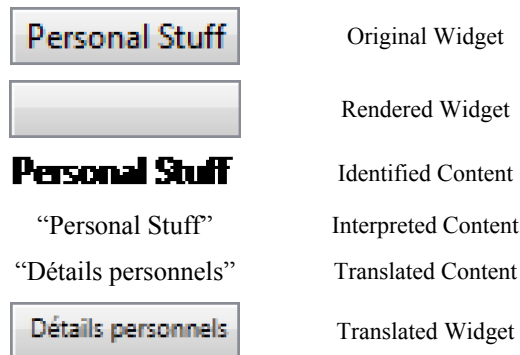 Personal Stuff Original Widget
Rendered Widget
Personal Stuff Identified Content
“Personal Stuff” Interpreted Content
“Détails personnels” Translated Content
Détails personnels Translated Widget